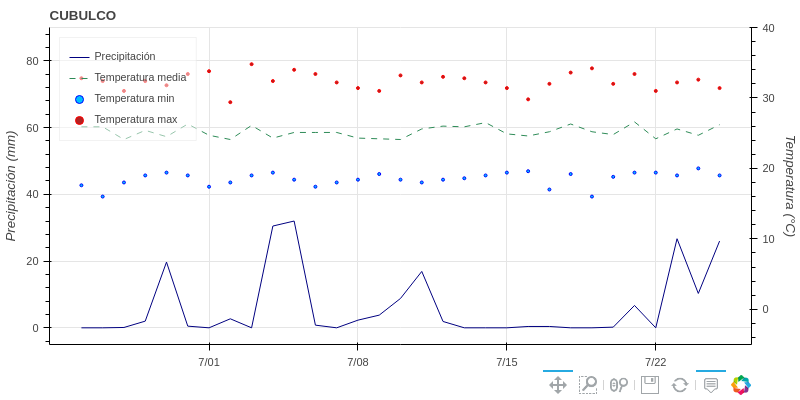 CUBULCO
Precipitación
Temperatura media
Temperatura min
Temperatura max
80
60
40
20
0
Precipitación (mm)
40
30
20
10
0
Temperatura (°C)
7/01
7/08
7/15
7/22